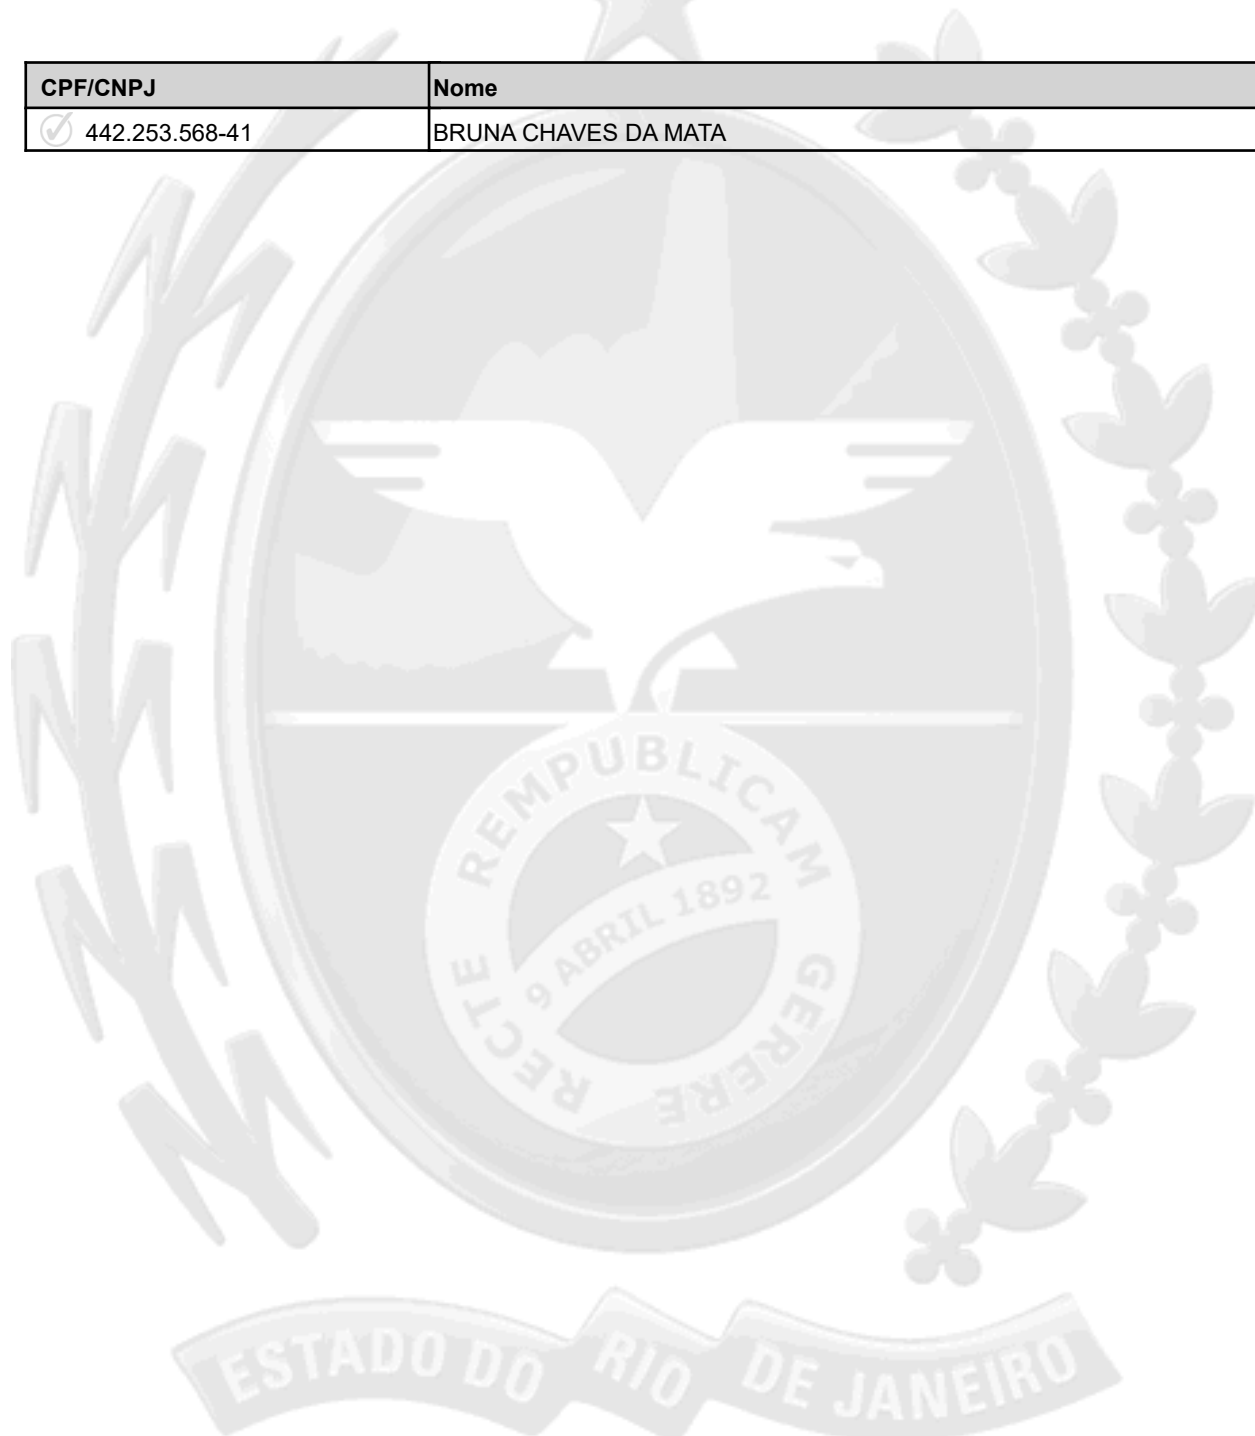 CPF/CNPJ Nome
442.253.568-41 BRUNA CHAVES DA MATA
REMPUBLICAM
9 ABRIL 1892
RECTE GERERE
ESTADO DO RIO DE JANEIRO